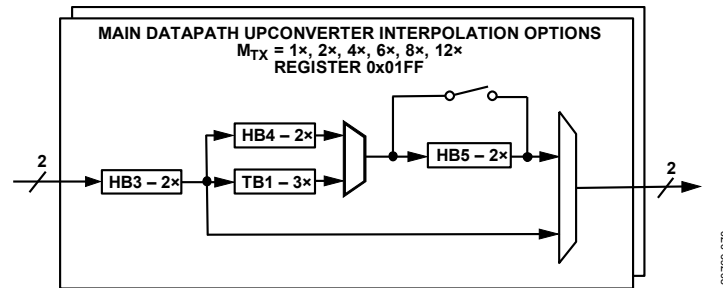 MAIN DATAPATH UPCONVERTER INTERPOLATION OPTIONS
MTX = 1×, 2×, 4×, 6×, 8×, 12×
REGISTER 0x01FF
HB4 – 2×
2
HB3 – 2×
TB1 – 3×
HB5 – 2×
2